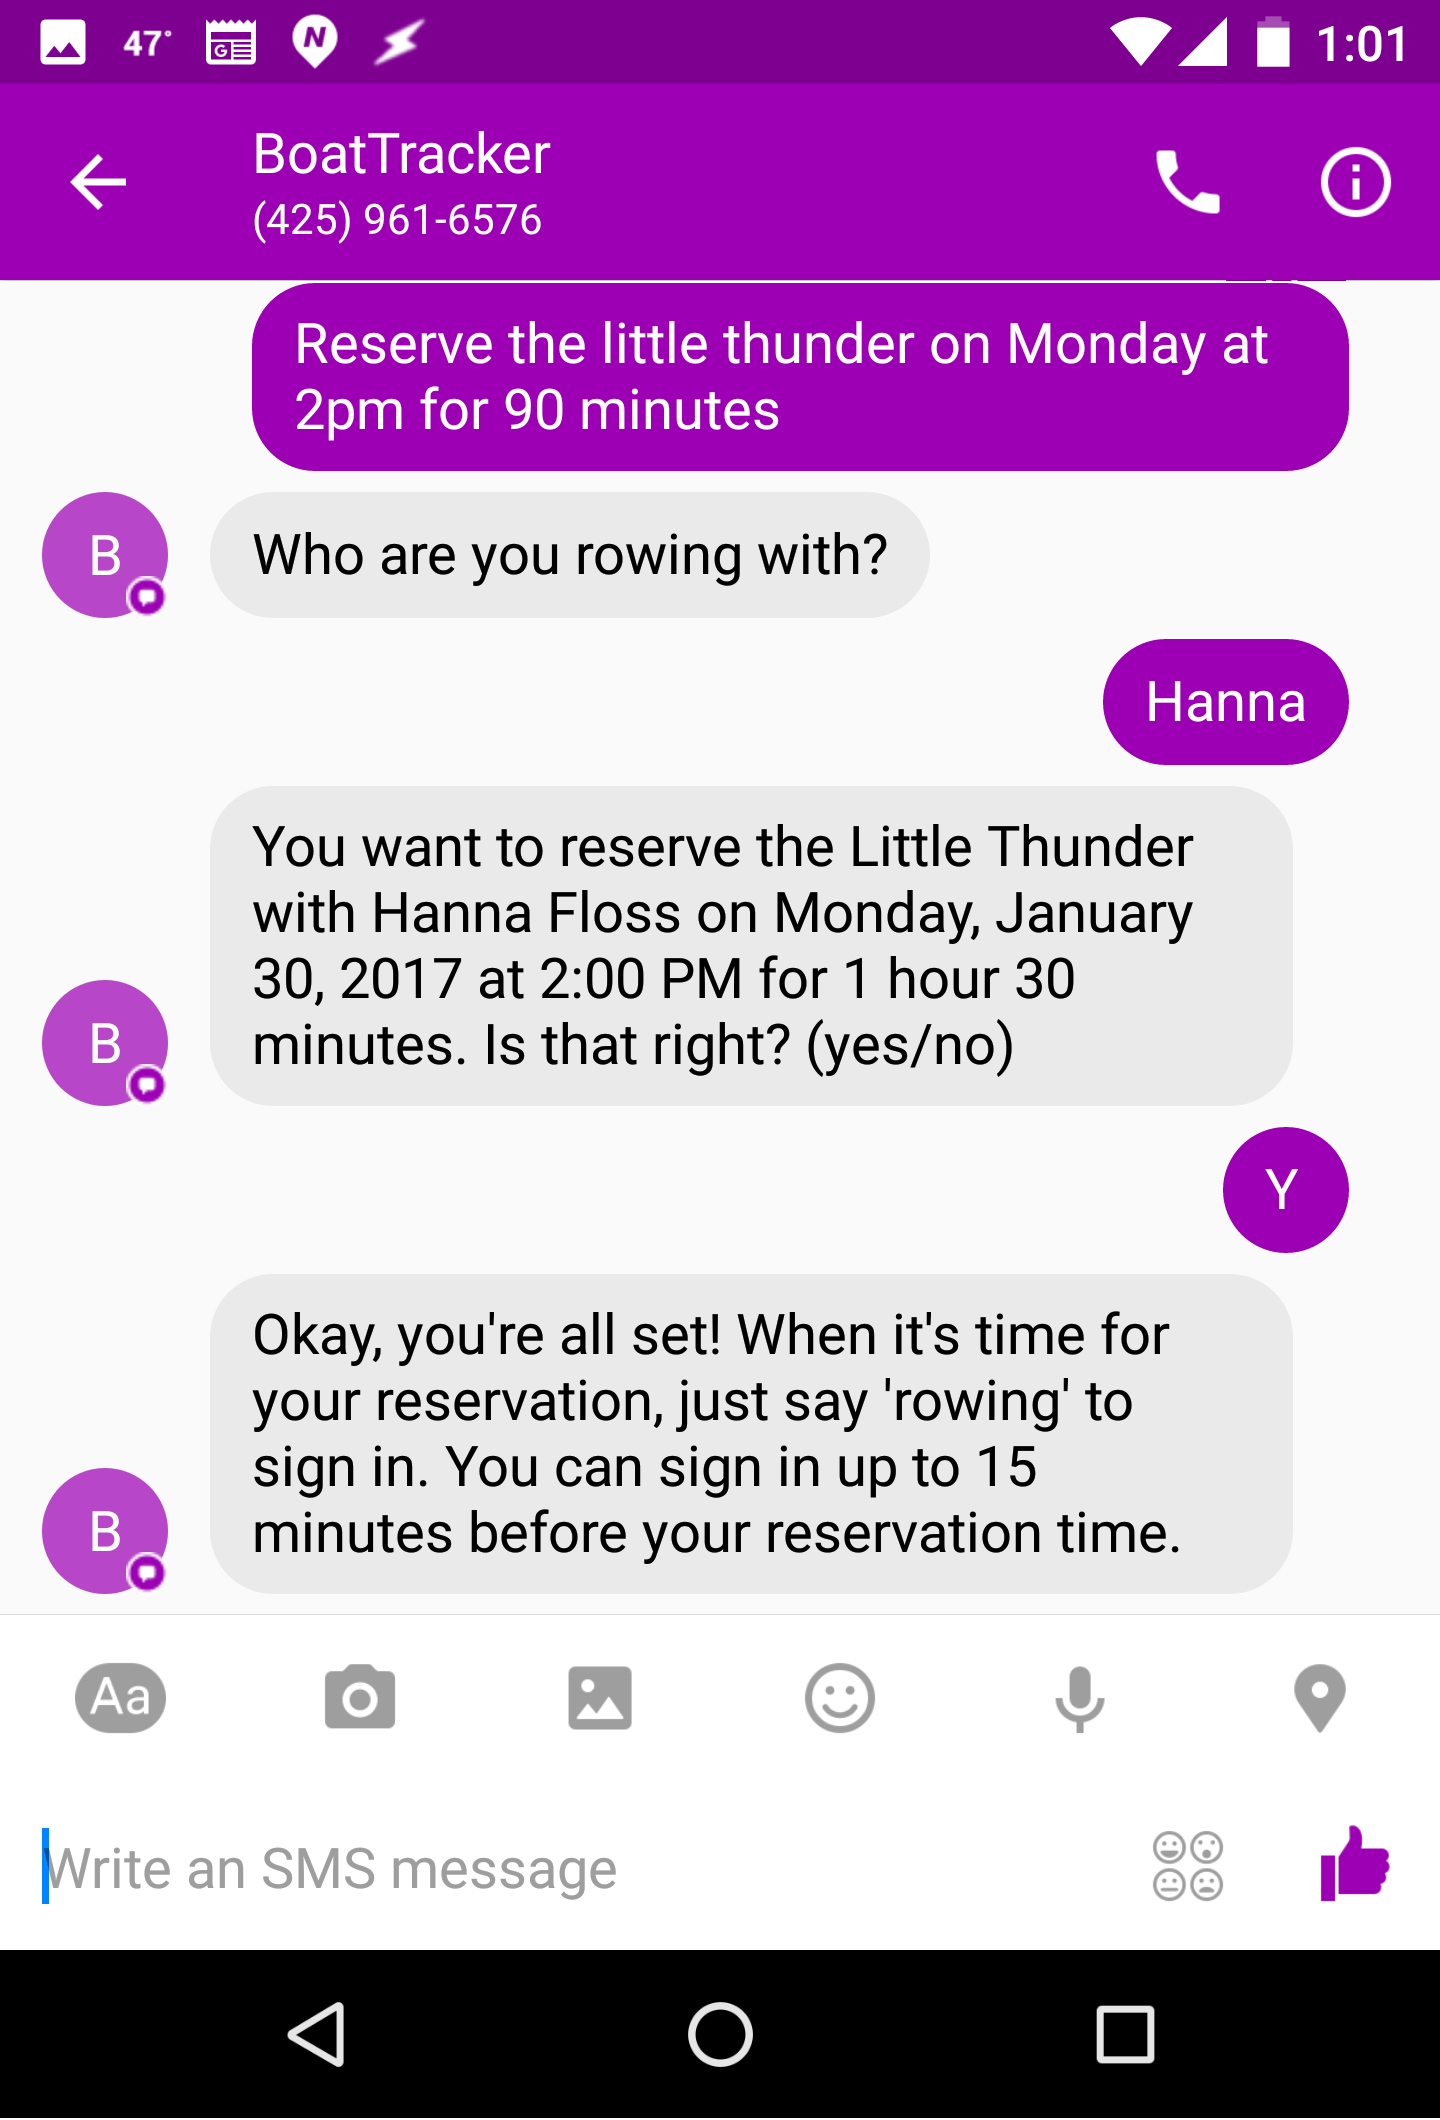 47°
G
N
1:01
BoatTracker
(425) 961-6576
Reserve the little thunder on Monday at
2pm for 90 minutes
B
Who are you rowing with?
Hanna
You want to reserve the Little Thunder
with Hanna Floss on Monday, January
30, 2017 at 2:00 PM for 1 hour 30
minutes. Is that right? (yes/no)
B
Y
Okay, you're all set! When it's time for
your reservation, just say 'rowing' to
sign in. You can sign in up to 15
minutes before your reservation time.
B
Aa
Write an SMS message